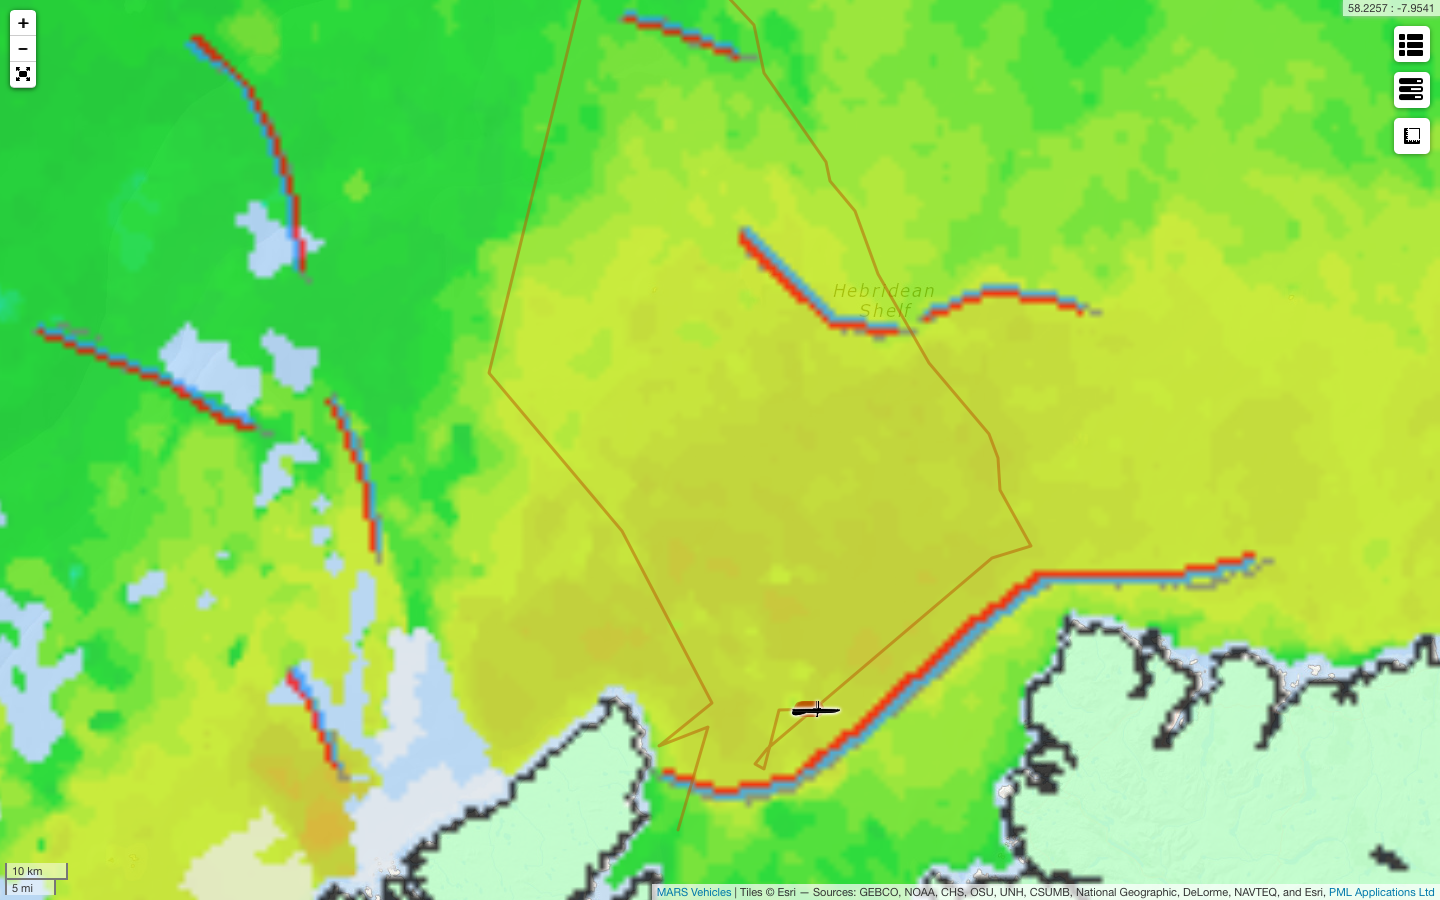 +
58.2257 : -7.9541
−
Hebridean
Shelf
10 km
5 mi
MARS Vehicles | Tiles © Esri — Sources: GEBCO, NOAA, CHS, OSU, UNH, CSUMB, National Geographic, DeLorme, NAVTEQ, and Esri, PML Applications Ltd